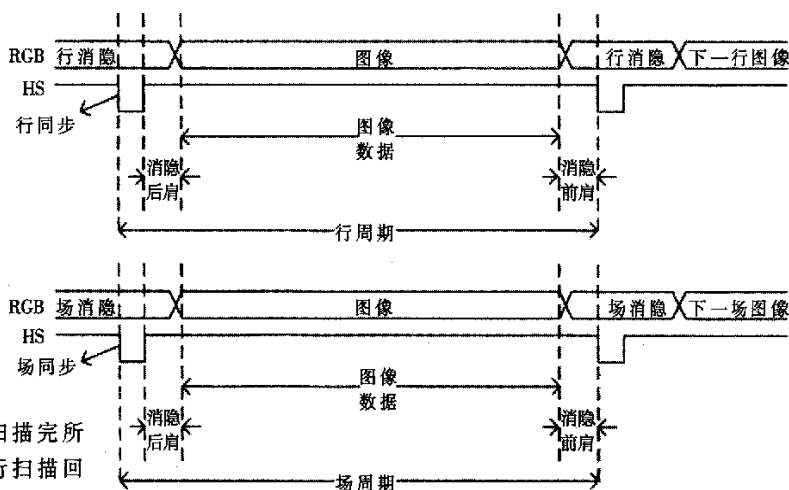 RGB 行消隐 图像 行消隐 下一行图像
HS
行同步
图像
数据
消隐 消隐
后肩 前肩
行周期
RGB 场消隐 图像 场消隐 下一场图像
HS
场同步
图像
数据
消隐 消隐
后肩 前肩
扫描完所
行扫描回
场周期